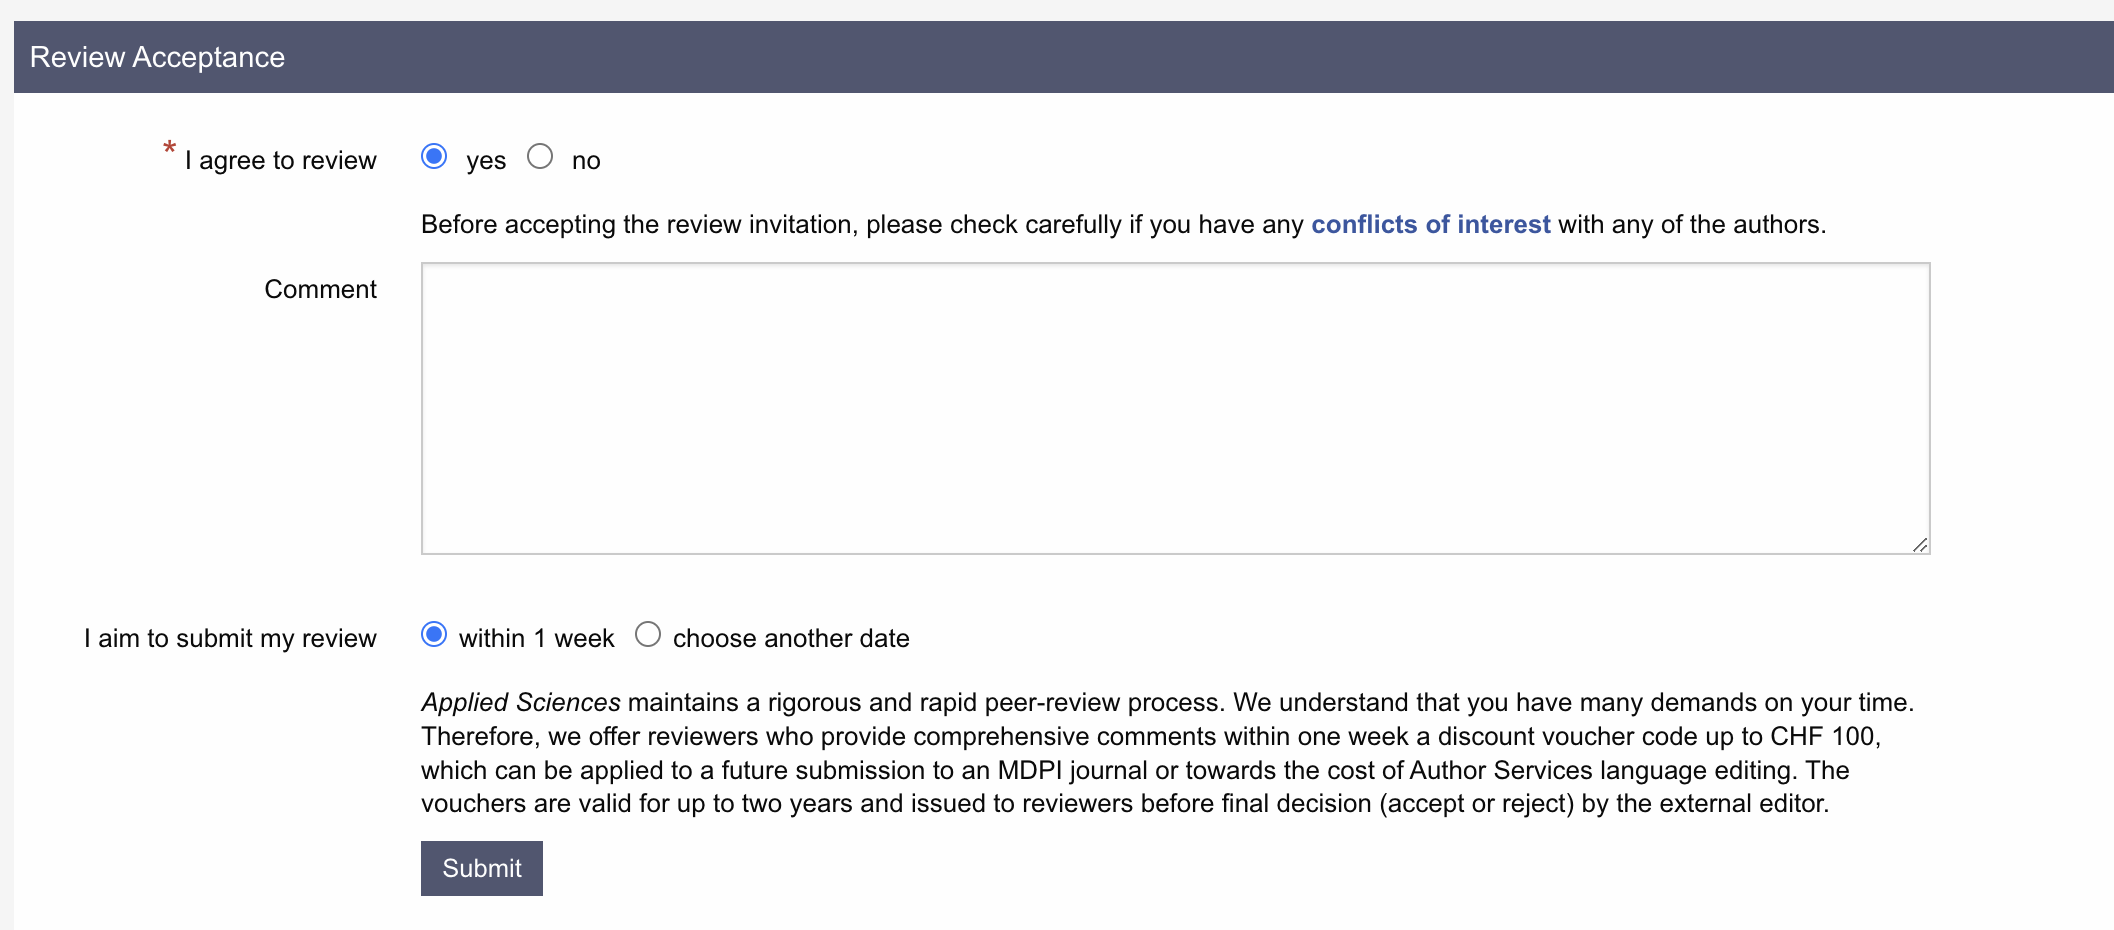 Review Acceptance
* I agree to review yes no
Before accepting the review invitation, please check carefully if you have any conflicts of interest with any of the authors.
Comment
I aim to submit my review within 1 week choose another date
Applied Sciences maintains a rigorous and rapid peer-review process. We understand that you have many demands on your time.
Therefore, we offer reviewers who provide comprehensive comments within one week a discount voucher code up to CHF 100,
which can be applied to a future submission to an MDPI journal or towards the cost of Author Services language editing. The
vouchers are valid for up to two years and issued to reviewers before final decision (accept or reject) by the external editor.
Submit